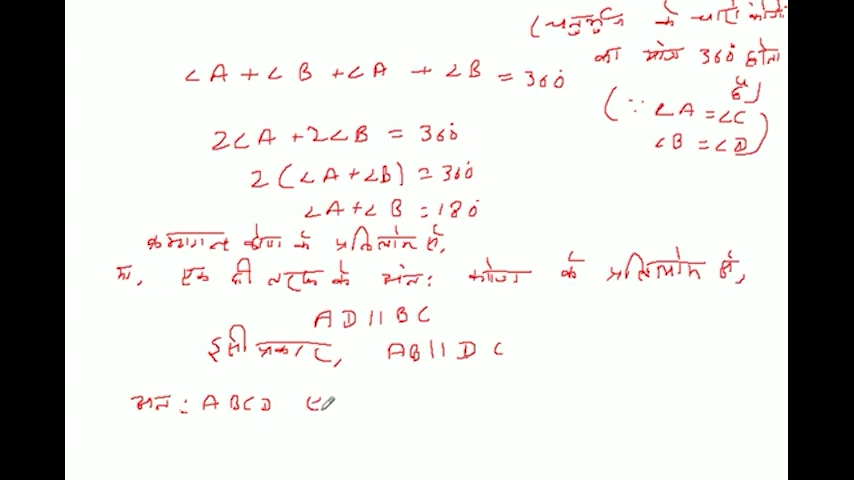 (चतुर्भुज के चारो कोणों
का योग 360° होता
है)
∠A + ∠B + ∠A + ∠B = 360°
(∵ ∠A = ∠C
∠B = ∠D)
2∠A + 2∠B = 360°
2(∠A + ∠B) = 360°
∠A + ∠B = 180°
क्रमागत कोण के प्रतिलोम से,
या, एक ही तरफ के अंतः कोण के प्रतिलोम से,
AD || BC
इसी प्रकार, AB || DC
अतः ABCD ए